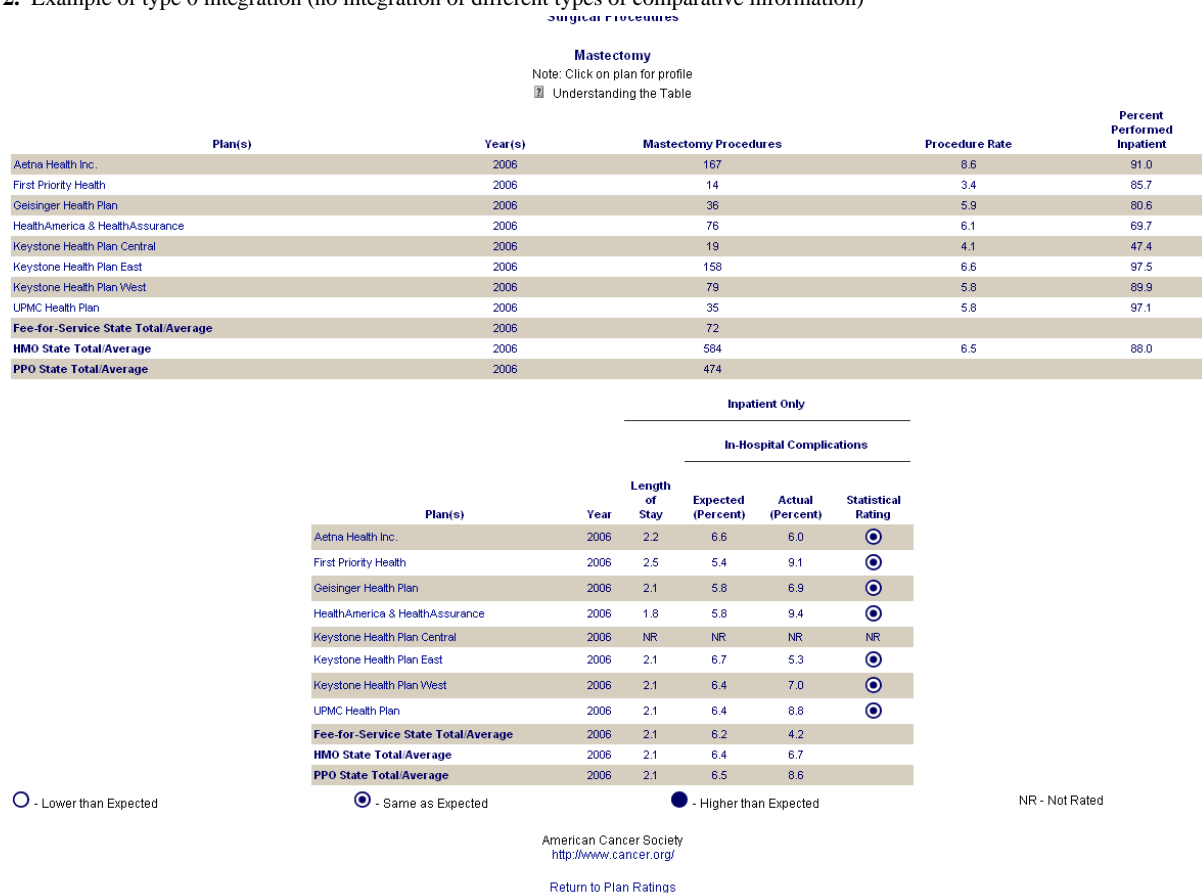 2. Example of type 0 integration (no integration of different types of comparative information)
Surgical Procedures
Mastectomy
Note: Click on plan for profile
? Understanding the Table
Plan(s) Year(s) Mastectomy Procedures Procedure Rate Percent Performed Inpatient
Aetna Health Inc. 2006 167 8.6 91.0
First Priority Health 2006 14 3.4 85.7
Geisinger Health Plan 2006 36 5.9 80.6
HealthAmerica & HealthAssurance 2006 76 6.1 69.7
Keystone Health Plan Central 2006 19 4.1 47.4
Keystone Health Plan East 2006 158 6.6 97.5
Keystone Health Plan West 2006 79 5.8 89.9
UPMC Health Plan 2006 35 5.8 97.1
Fee-for-Service State Total/Average 2006 72
HMO State Total/Average 2006 584 6.5 88.0
PPO State Total/Average 2006 474
Inpatient Only
In-Hospital Complications
Plan(s) Year Length of Stay Expected (Percent) Actual (Percent) Statistical Rating
Aetna Health Inc. 2006 2.2 6.6 6.0
First Priority Health 2006 2.5 5.4 9.1
Geisinger Health Plan 2006 2.1 5.8 6.9
HealthAmerica & HealthAssurance 2006 1.8 5.8 9.4
Keystone Health Plan Central 2006 NR NR NR NR
Keystone Health Plan East 2006 2.1 6.7 5.3
Keystone Health Plan West 2006 2.1 6.4 7.0
UPMC Health Plan 2006 2.1 6.4 8.8
Fee-for-Service State Total/Average 2006 2.1 6.2 4.2
HMO State Total/Average 2006 2.1 6.4 6.7
PPO State Total/Average 2006 2.1 6.5 8.6
- Lower than Expected - Same as Expected - Higher than Expected NR - Not Rated
American Cancer Society
http://www.cancer.org/
Return to Plan Ratings